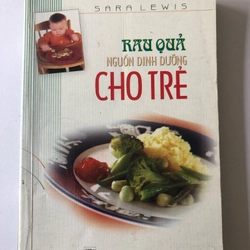 SARA LEWIS
RAU QUẢ
NGUỒN DINH DƯỠNG
CHO TRẺ